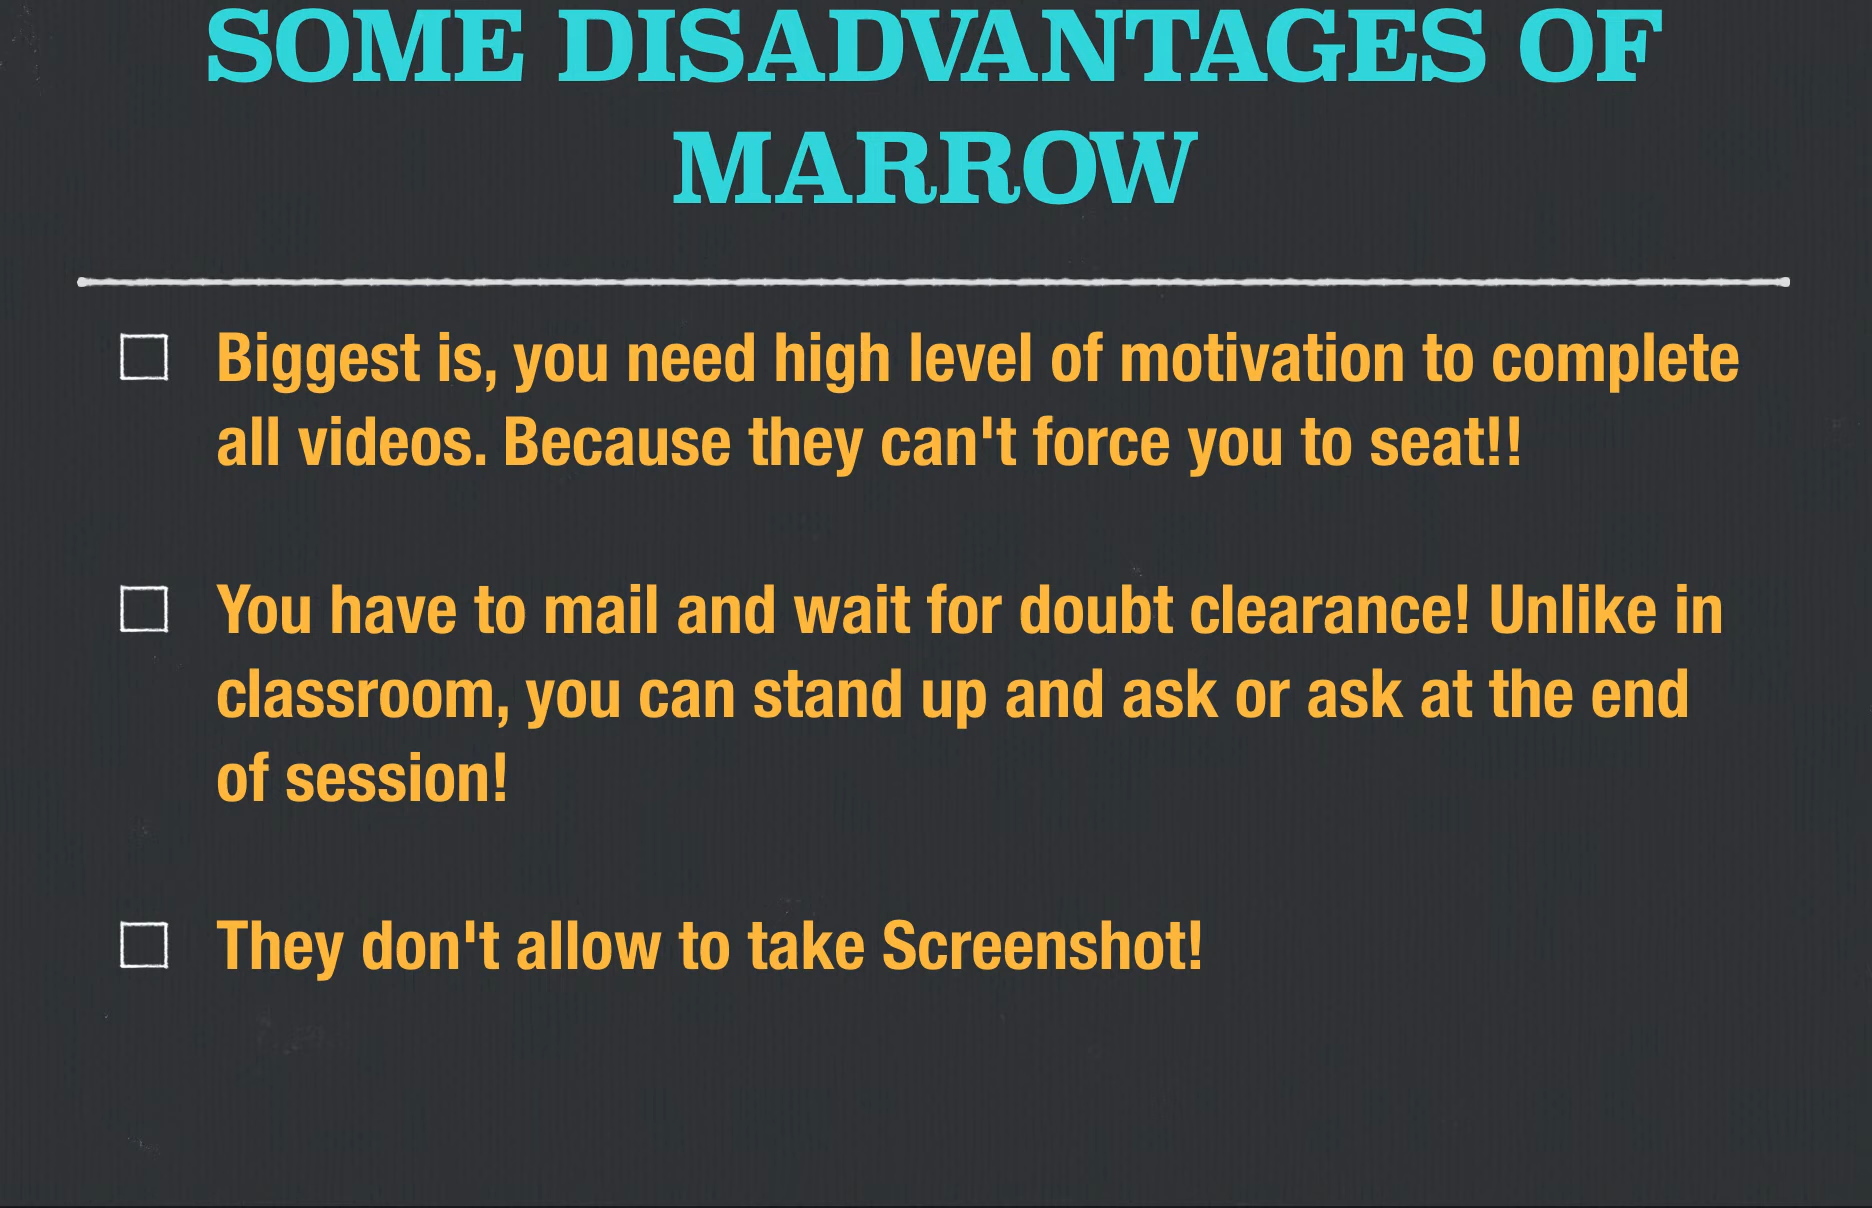 SOME DISADVANTAGES OF
MARROW
Biggest is, you need high level of motivation to complete
all videos. Because they can't force you to seat!!
You have to mail and wait for doubt clearance! Unlike in
classroom, you can stand up and ask or ask at the end
of session!
They don't allow to take Screenshot!